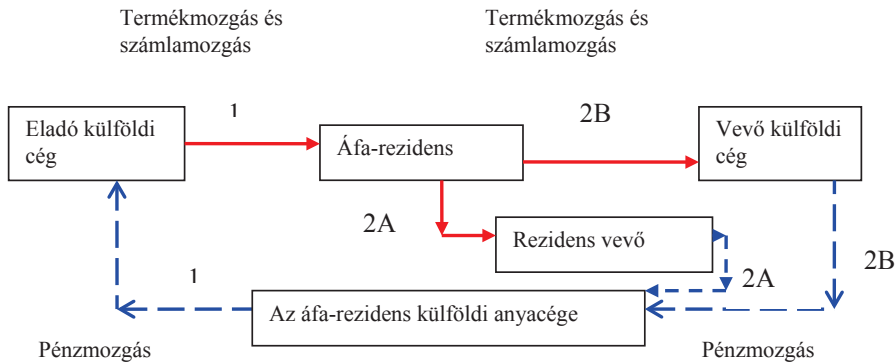 Termékmozgás és
számlamozgás
Termékmozgás és
számlamozgás
1
2B
Eladó külföldi
cég
Áfa-rezidens
Vevő külföldi
cég
2A
Rezidens vevő
2B
1
2A
Az áfa-rezidens külföldi anyacége
Pénzmozgás
Pénzmozgás